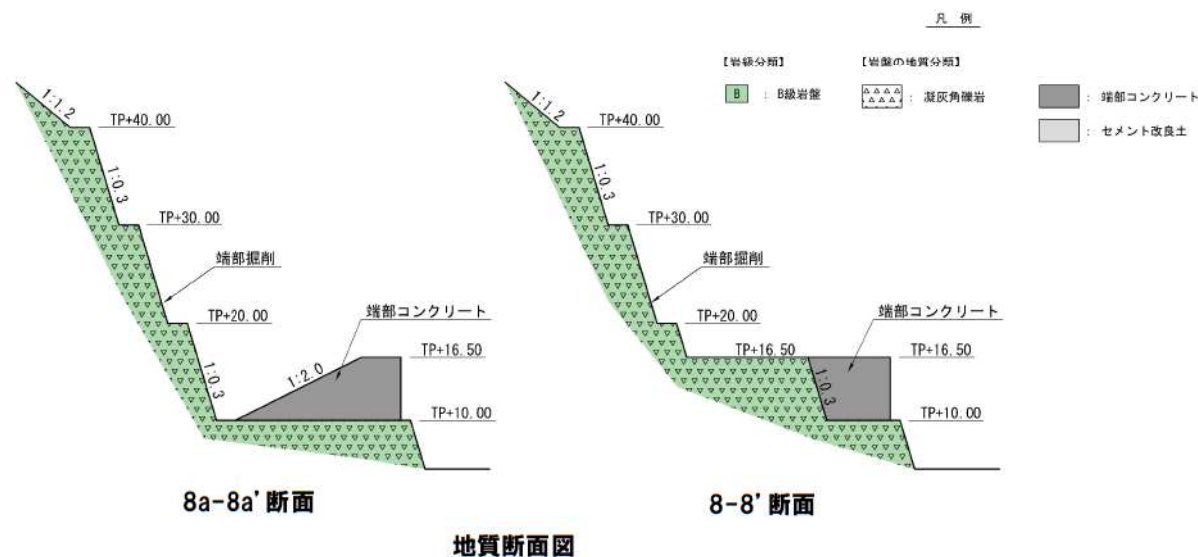 凡 例
【岩級分類】
【岩盤の地質分類】
B : B級岩盤
: 凝灰角礫岩
: 端部コンクリート
: セメント改良土
1:1.2
TP+40.00
1:0.3
TP+30.00
端部掘削
TP+20.00
端部コンクリート
TP+16.50
1:2.0
1:0.3
TP+10.00
8a-8a'断面
1:1.2
TP+40.00
1:0.3
TP+30.00
端部掘削
TP+20.00
端部コンクリート
TP+16.50
TP+16.50
1:0.3
TP+10.00
8-8'断面
地質断面図